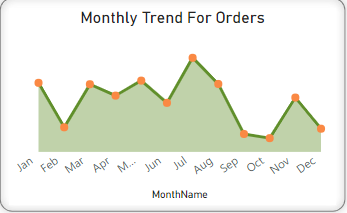 Monthly Trend For Orders
Jan Feb Mar Apr M... Jun Jul Aug Sep Oct Nov Dec
MonthName